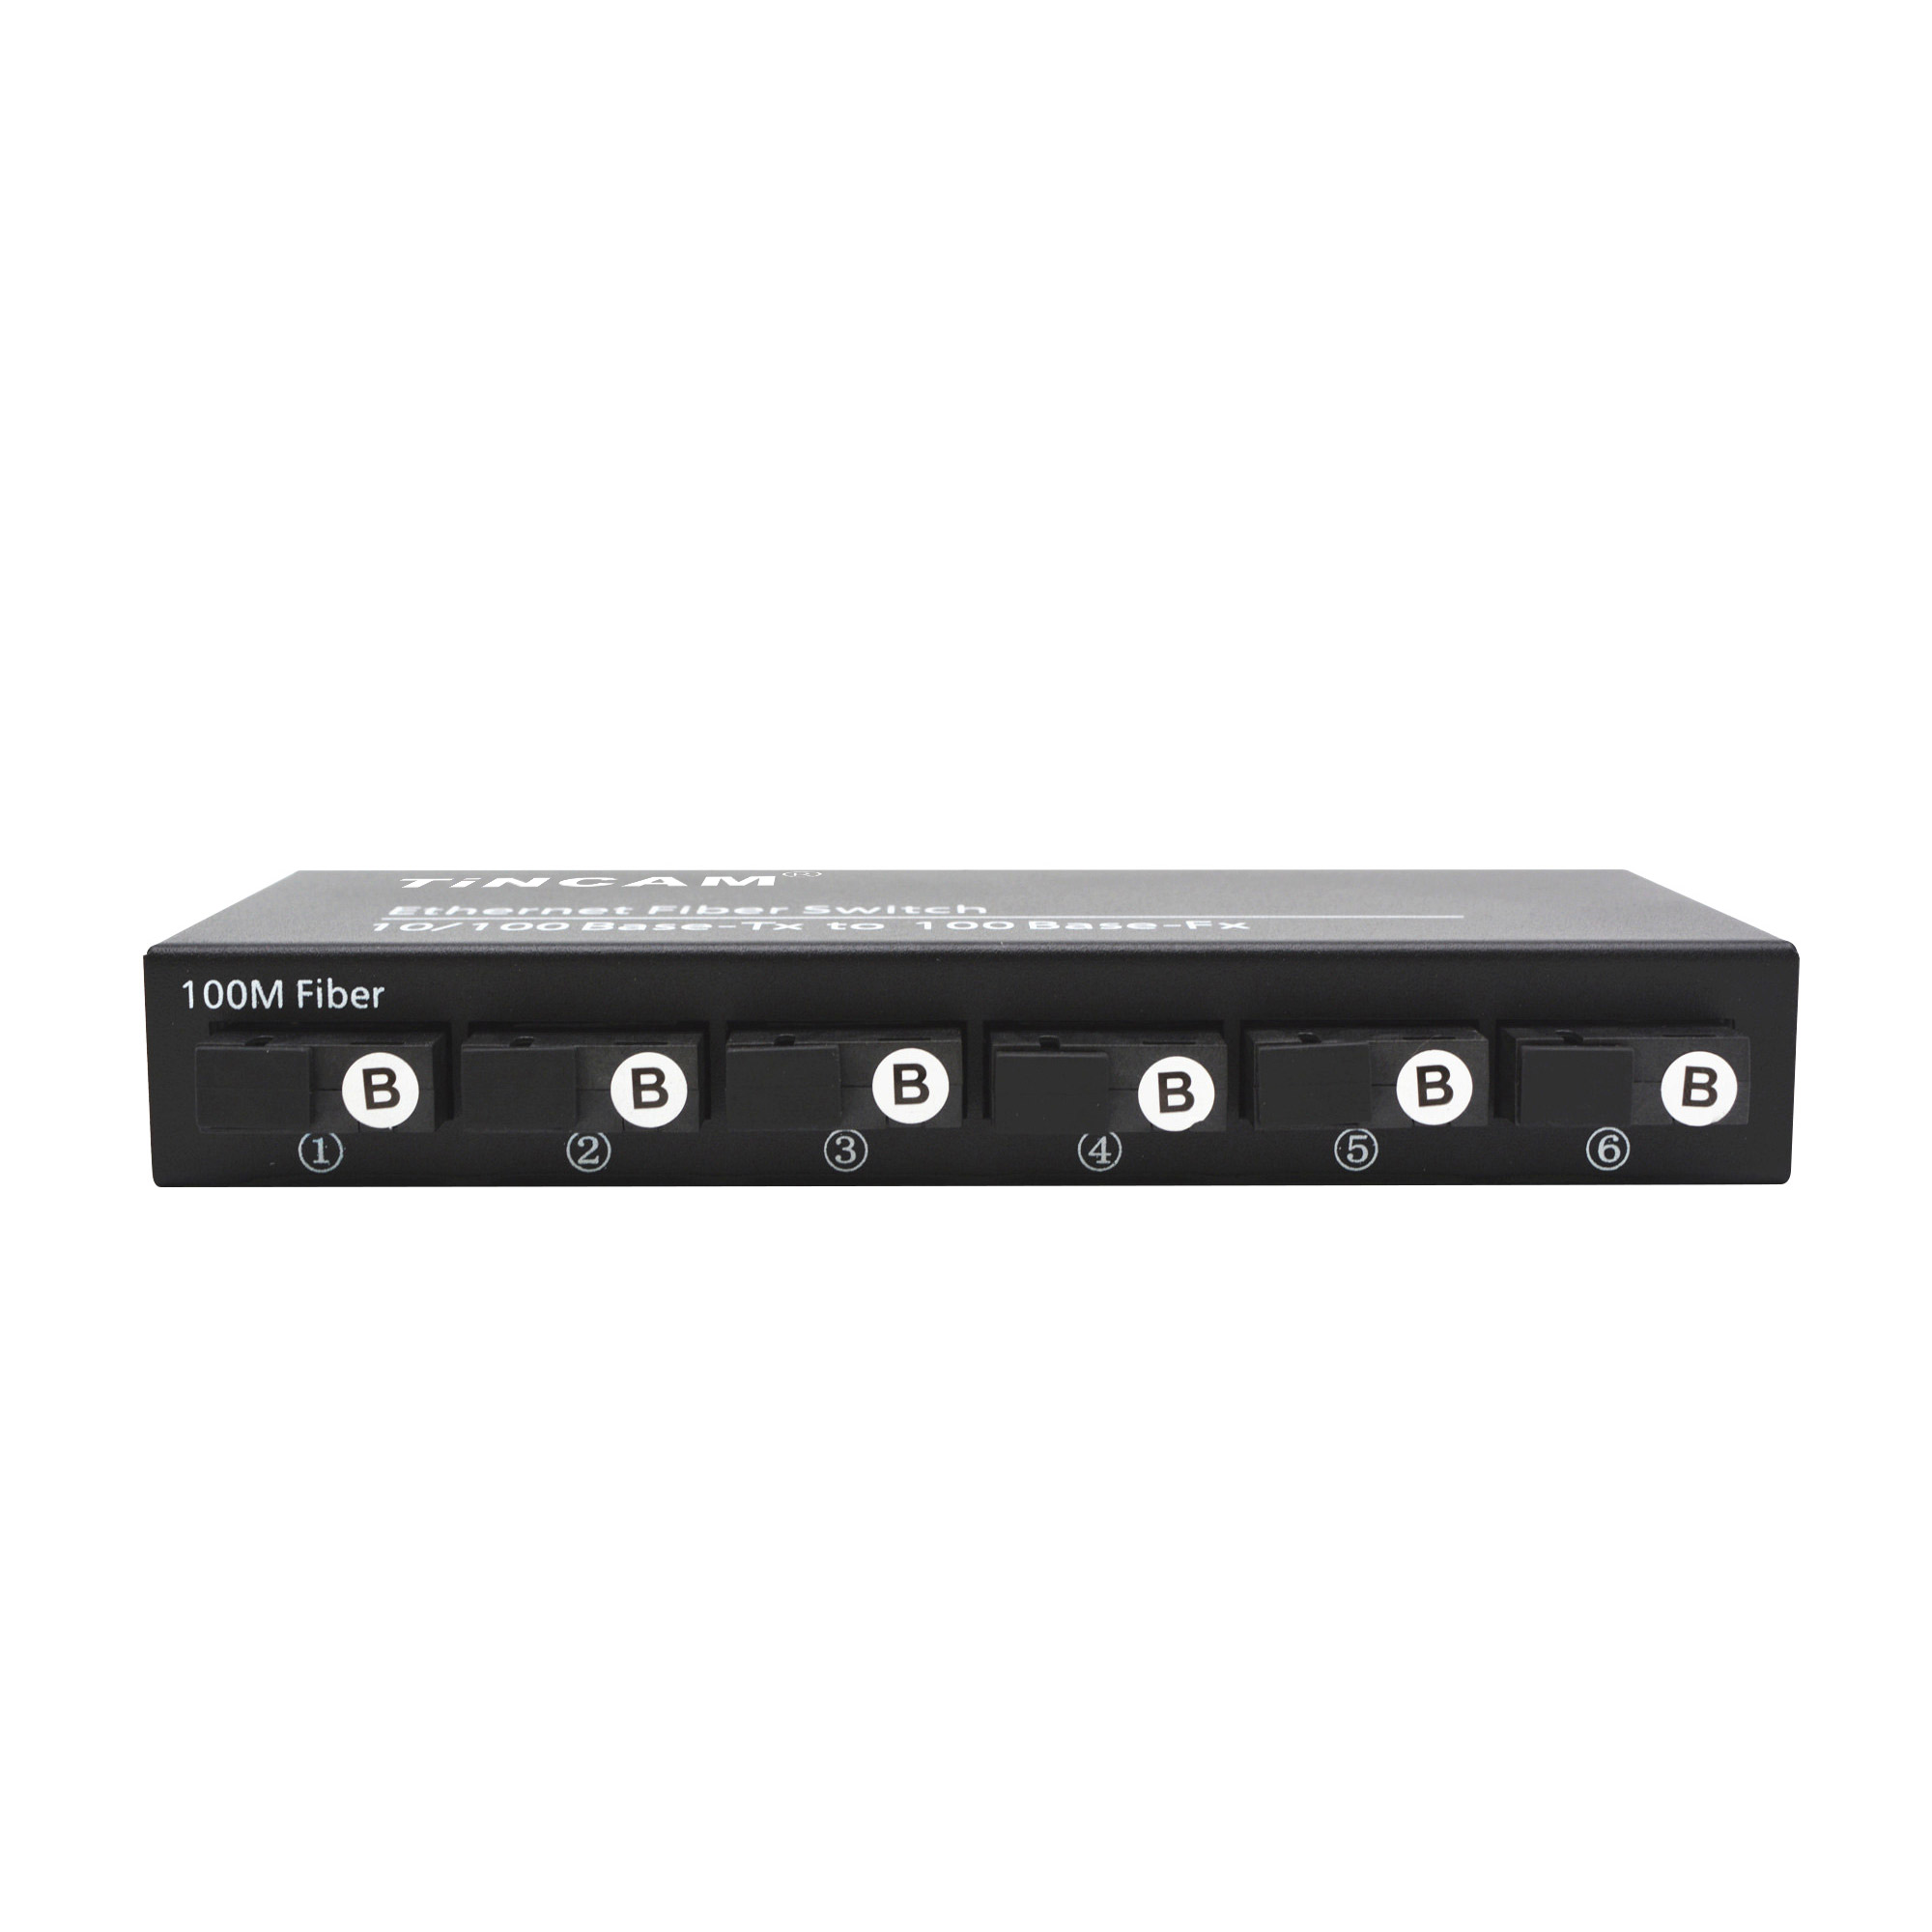 TiNCAM®
Ethernet Fiber Switch
10/100 Base-Tx to 100 Base-Fx
100M Fiber
B B B B B B
① ② ③ ④ ⑤ ⑥